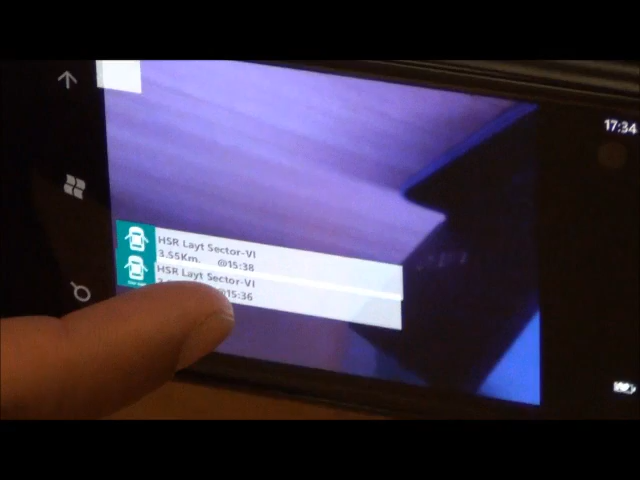 17:34
HSR Layt Sector-VI
3.55Km. @15:38
HSR Layt Sector-VI
@15:36